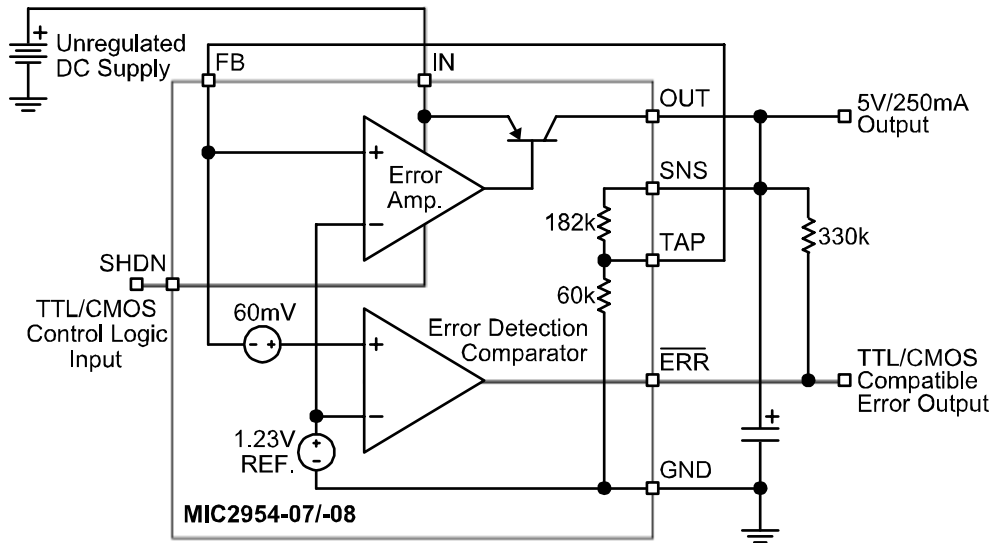 Unregulated
DC Supply
+
FB
IN
OUT
5V/250mA
Output
+
Error
Amp.
−
SNS
182k
330k
TAP
SHDN
TTL/CMOS
Control Logic
Input
60k
60mV
- +
+
Error Detection
Comparator
−
ERR
TTL/CMOS
Compatible
Error Output
1.23V
REF.
+
-
+
GND
MIC2954-07/-08